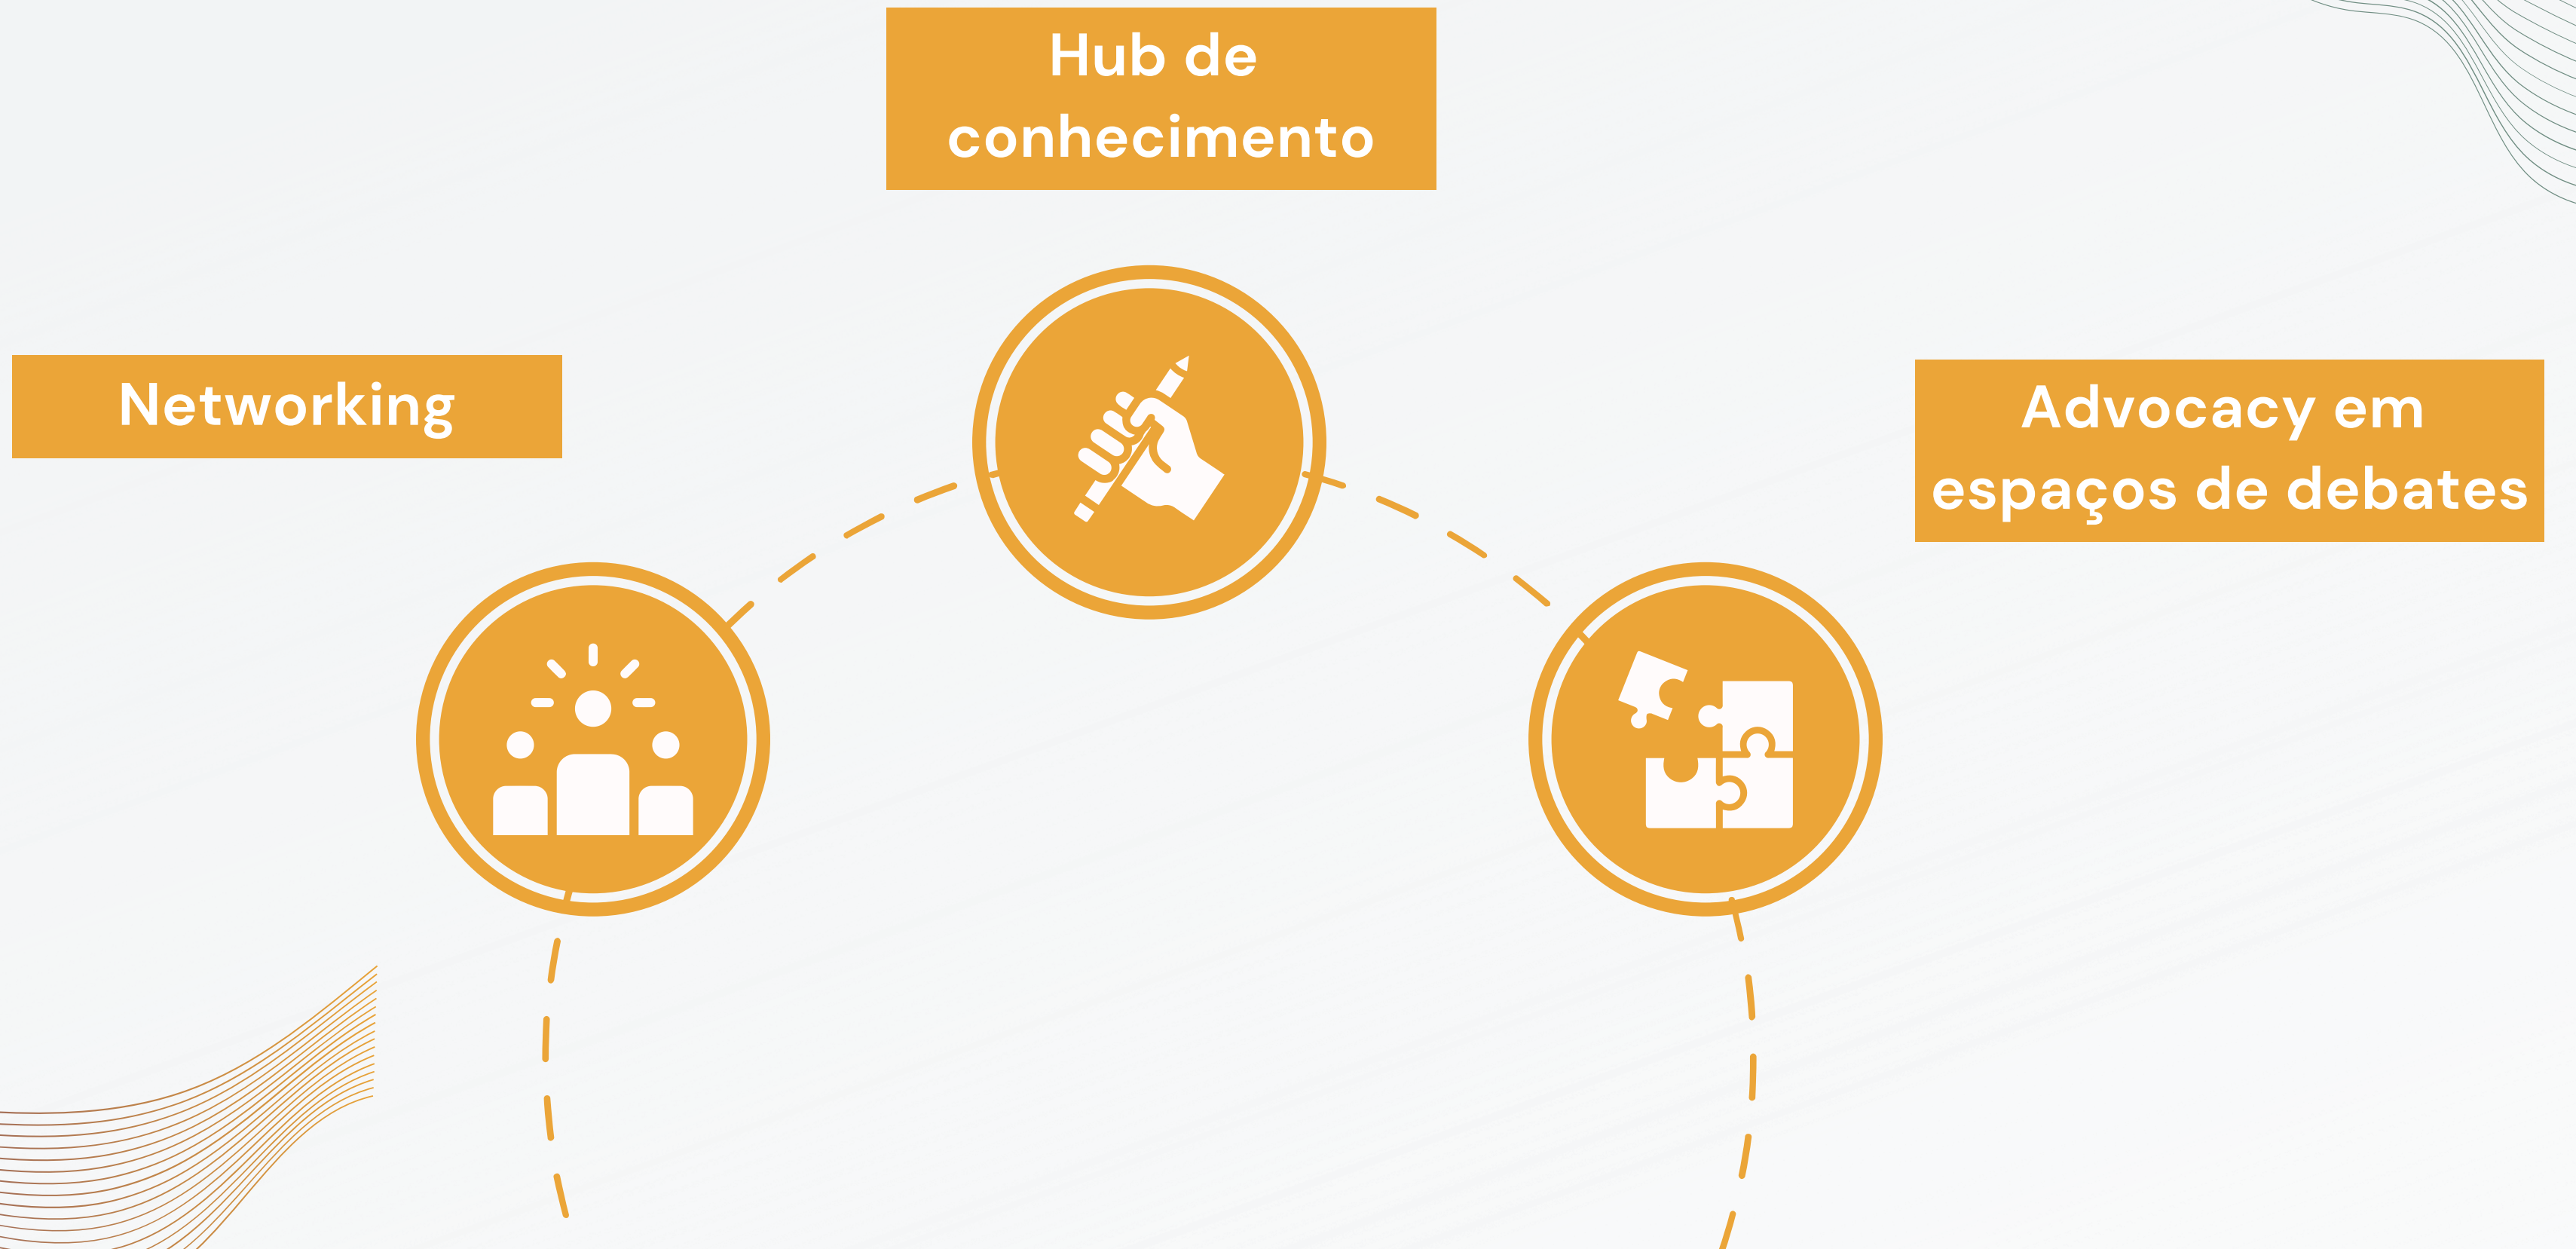 Hub de
conhecimento
Networking
Advocacy em
espaços de debates